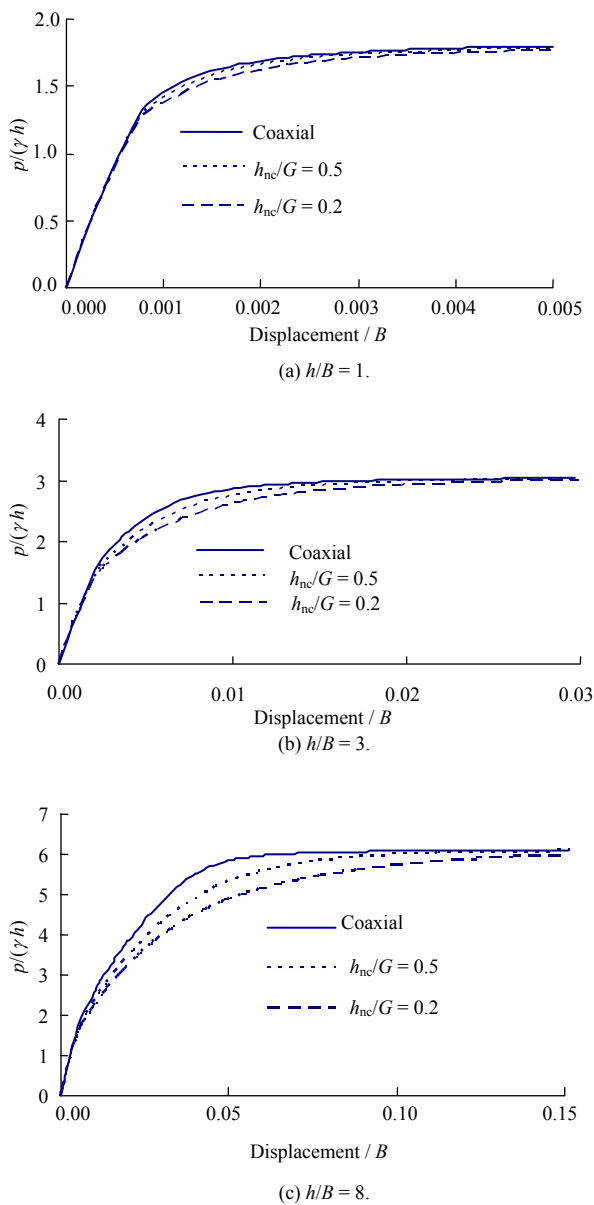 2.0
1.5
1.0
0.5
0.0
p/(γ h)
Coaxial
hnc/G = 0.5
hnc/G = 0.2
0.000 0.001 0.002 0.003 0.004 0.005
Displacement / B
(a) h/B = 1.
4
3
2
1
0
p/(γ h)
Coaxial
hnc/G = 0.5
hnc/G = 0.2
0.00 0.01 0.02 0.03
Displacement / B
(b) h/B = 3.
7
6
5
4
3
2
1
0
p/(γ h)
Coaxial
hnc/G = 0.5
hnc/G = 0.2
0.00 0.05 0.10 0.15
Displacement / B
(c) h/B = 8.